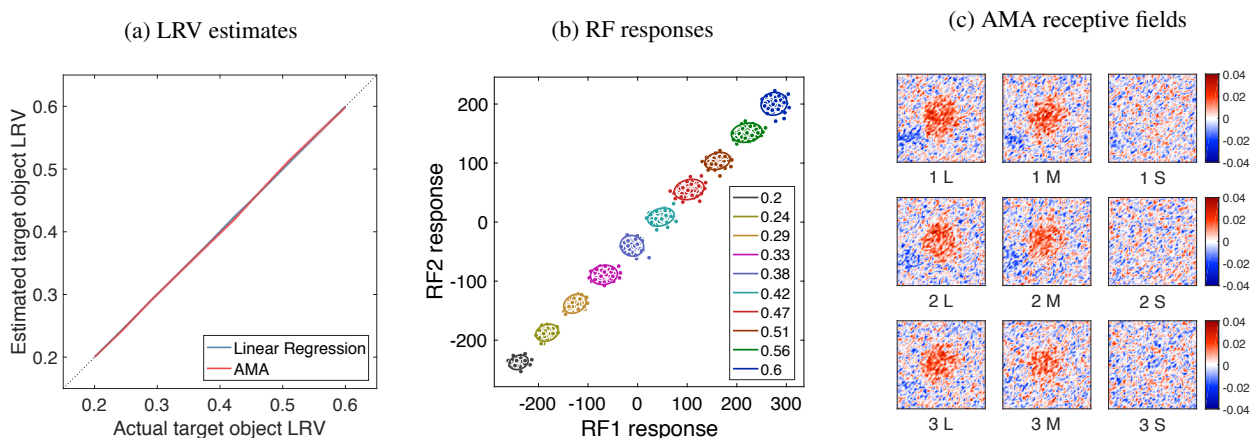 (a) LRV estimates
Estimated target object LRV
0.6
0.5
0.4
0.3
0.2
Linear Regression
AMA
0.2 0.3 0.4 0.5 0.6
Actual target object LRV
(b) RF responses
RF2 response
200
100
0
-100
-200
0.2
0.24
0.29
0.33
0.38
0.42
0.47
0.51
0.56
0.6
-200 -100 0 100 200 300
RF1 response
(c) AMA receptive fields
0.04
0.02
0
-0.02
-0.04
1 L 1 M 1 S
0.04
0.02
0
-0.02
-0.04
2 L 2 M 2 S
0.04
0.02
0
-0.02
-0.04
3 L 3 M 3 S